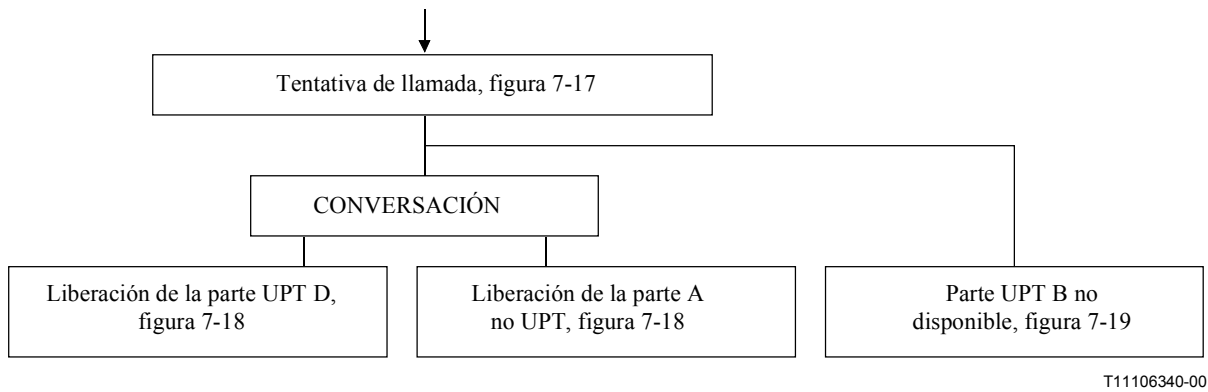 Tentativa de llamada, figura 7-17
CONVERSACIÓN
Liberación de la parte UPT D,
figura 7-18
Liberación de la parte A
no UPT, figura 7-18
Parte UPT B no
disponible, figura 7-19
T11106340-00